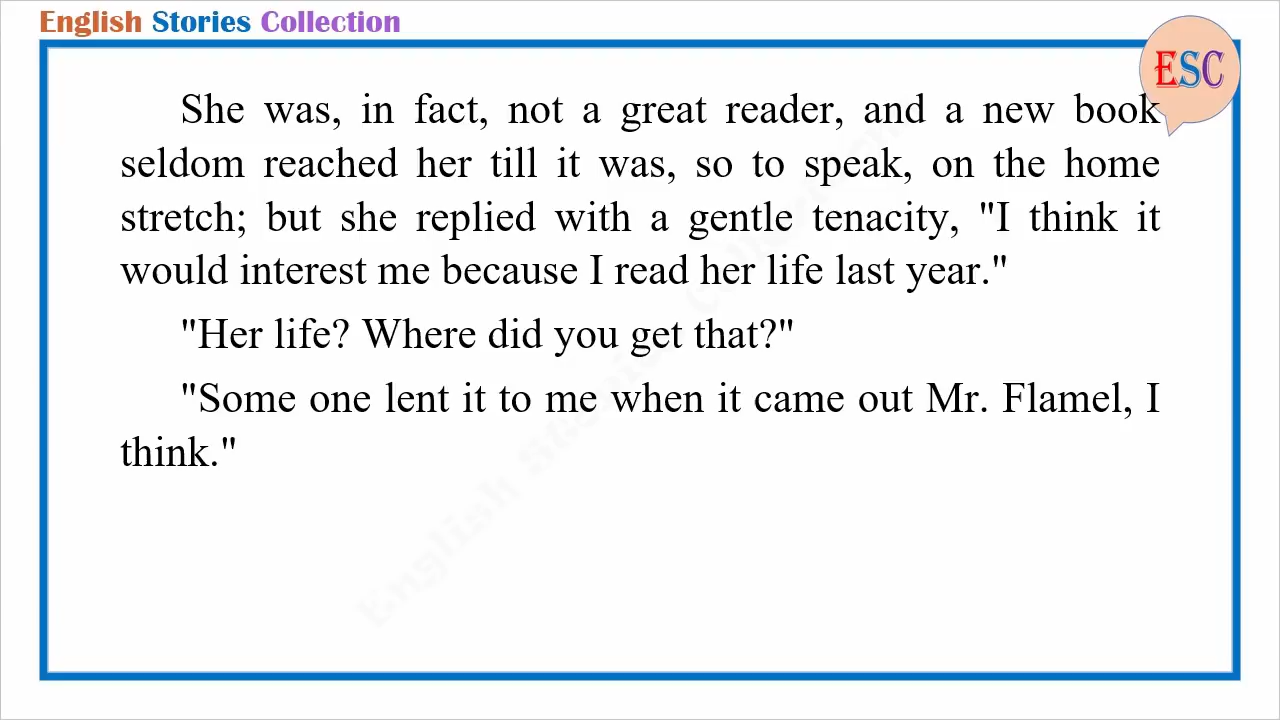 English Stories Collection
ESC
She was, in fact, not a great reader, and a new book
seldom reached her till it was, so to speak, on the home
stretch; but she replied with a gentle tenacity, "I think it
would interest me because I read her life last year."
"Her life? Where did you get that?"
"Some one lent it to me when it came out Mr. Flamel, I
think."
English Stories Collection